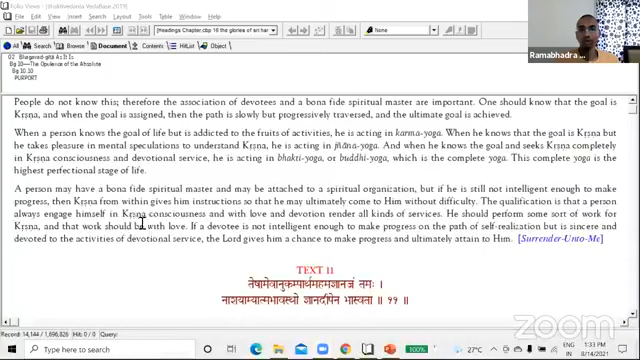 Folio Views - [Bhaktivedanta VedaBase 2019]
[Headings Chapter.cbp 16 the glories of sri har
All Search Browse Document Contents Hit List Object
02 Bhagavad-gītā As It Is
Bg 10—The Opulence of the Absolute
Bg 10.10
PURPORT
Ramabhadra
People do not know this; therefore the association of devotees and a bona fide spiritual master are important. One should know that the goal is
Kṛṣṇa, and when the goal is assigned, then the path is slowly but progressively traversed, and the ultimate goal is achieved.
When a person knows the goal of life but is addicted to the fruits of activities, he is acting in karma-yoga. When he knows that the goal is Kṛṣṇa but
he takes pleasure in mental speculations to understand Kṛṣṇa, he is acting in jñāna-yoga. And when he knows the goal and seeks Kṛṣṇa completely
in Kṛṣṇa consciousness and devotional service, he is acting in bhakti-yoga, or buddhi-yoga, which is the complete yoga. This complete yoga is the
highest perfectional stage of life.
A person may have a bona fide spiritual master and may be attached to a spiritual organization, but if he is still not intelligent enough to make
progress, then Kṛṣṇa from within gives him instructions so that he may ultimately come to Him without difficulty. The qualification is that a person
always engage himself in Kṛṣṇa consciousness and with love and devotion render all kinds of services. He should perform some sort of work for
Kṛṣṇa, and that work should be with love. If a devotee is not intelligent enough to make progress on the path of self-realization but is sincere and
devoted to the activities of devotional service, the Lord gives him a chance to make progress and ultimately attain to Him. [Surrender-Unto-Me]
TEXT 11
तेषामेवानुकम्पार्थमहमज्ञानजं तमः ।
नाशयाम्यात्मभावस्थो ज्ञानदीपेन भास्वता ॥ ११ ॥
zoom
Record: 14,144 / 1,696,826 Hit: 0 / 0 Document
Type here to search
100%
27°C
ENG
IN
1:33 PM
8/14/2021